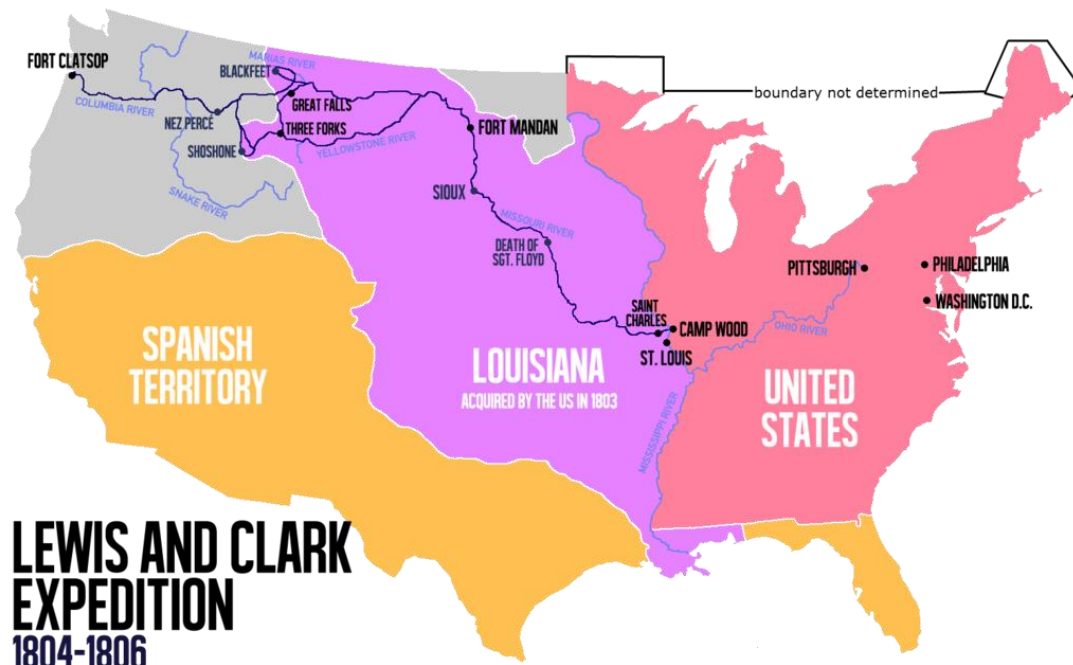 FORT CLATSOP
MARIAS RIVER
BLACKFEET
boundary not determined
COLUMBIA RIVER
GREAT FALLS
NEZ PERCE
THREE FORKS
FORT MANDAN
SHOSHONE
YELLOWSTONE RIVER
SNAKE RIVER
SIOUX
MISSOURI RIVER
DEATH OF
SGT. FLOYD
PITTSBURGH
PHILADELPHIA
WASHINGTON D.C.
SAINT
CHARLES
CAMP WOOD
OHIO RIVER
ST. LOUIS
SPANISH
TERRITORY
LOUISIANA
ACQUIRED BY THE US IN 1803
MISSISSIPPI RIVER
UNITED
STATES
LEWIS AND CLARK
EXPEDITION
1804-1806